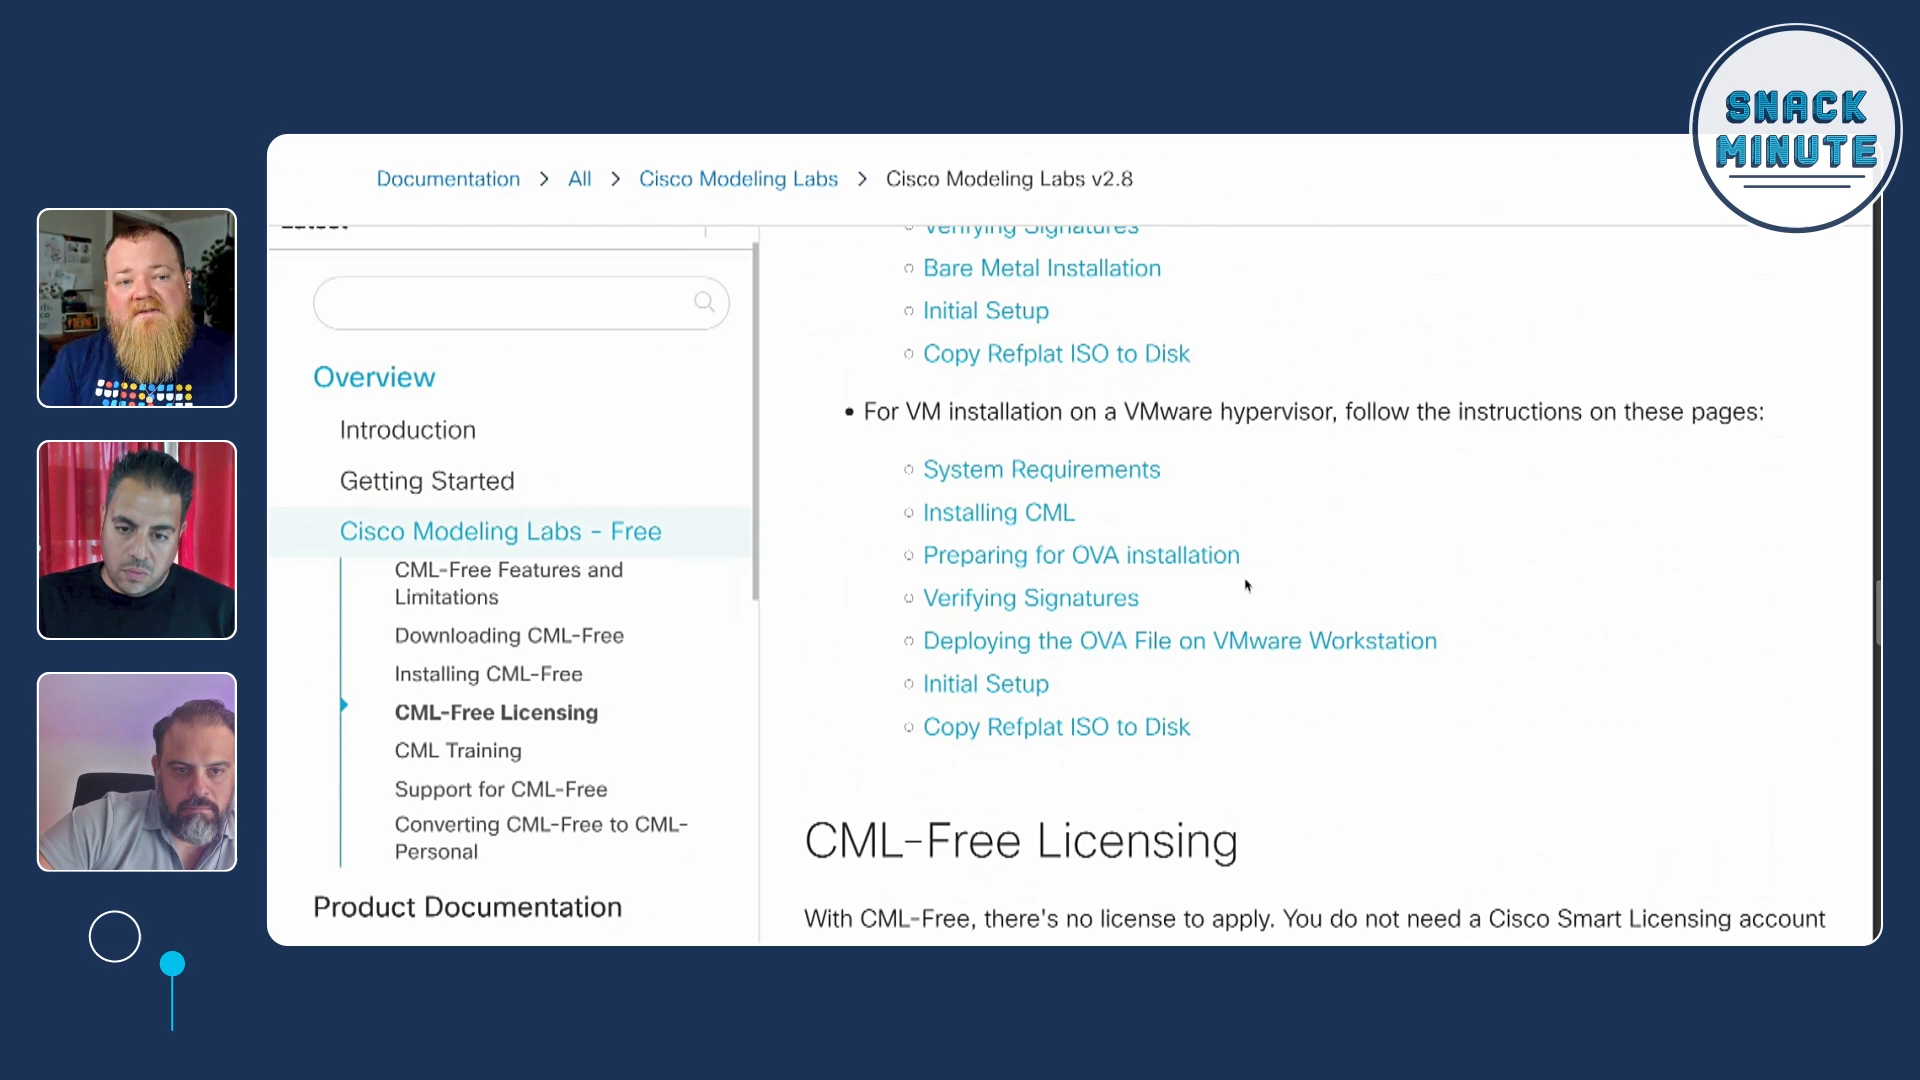 SNACK
MINUTE
Documentation > All > Cisco Modeling Labs > Cisco Modeling Labs v2.8
Latest
Overview
Introduction
Getting Started
Cisco Modeling Labs - Free
CML-Free Features and
Limitations
Downloading CML-Free
Installing CML-Free
CML-Free Licensing
CML Training
Support for CML-Free
Converting CML-Free to CML-
Personal
Product Documentation
Verifying Signatures
Bare Metal Installation
Initial Setup
Copy Refplat ISO to Disk
• For VM installation on a VMware hypervisor, follow the instructions on these pages:
System Requirements
Installing CML
Preparing for OVA installation
Verifying Signatures
Deploying the OVA File on VMware Workstation
Initial Setup
Copy Refplat ISO to Disk
CML-Free Licensing
With CML-Free, there's no license to apply. You do not need a Cisco Smart Licensing account